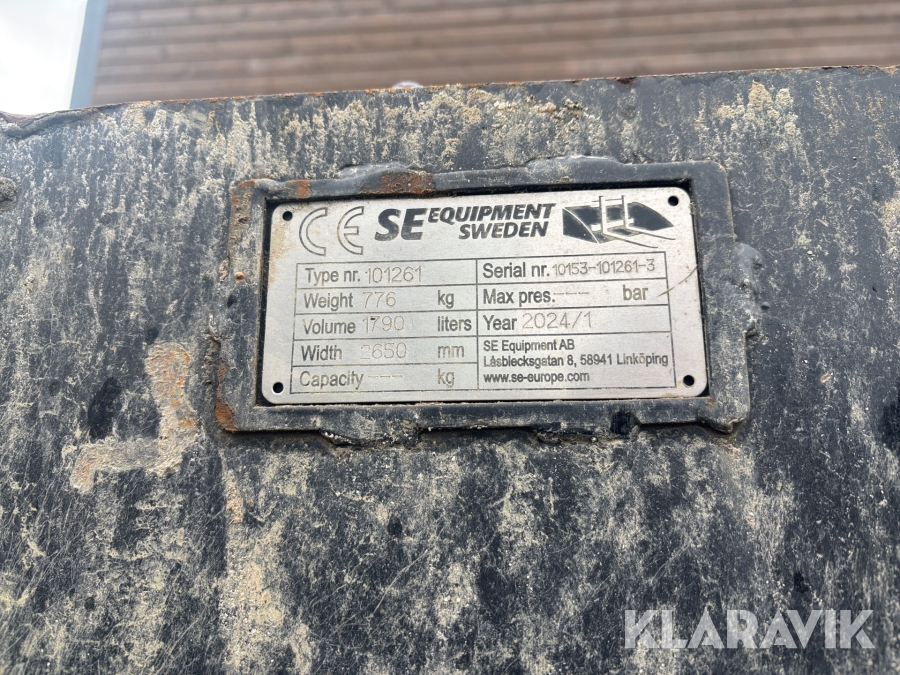 CE SE EQUIPMENT SWEDEN
Type nr. 101261 Serial nr. 10153-101261-3
Weight 776 kg Max pres. --- bar
Volume 1790 liters Year 2024/1
Width 2650 mm SE Equipment AB
Låsblecksgatan 8, 58941 Linköping
Capacity --- kg www.se-europe.com
KLARAVIK